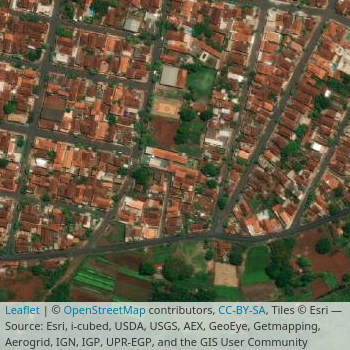 Leaflet | © OpenStreetMap contributors, CC-BY-SA, Tiles © Esri —
Source: Esri, i-cubed, USDA, USGS, AEX, GeoEye, Getmapping,
Aerogrid, IGN, IGP, UPR-EGP, and the GIS User Community